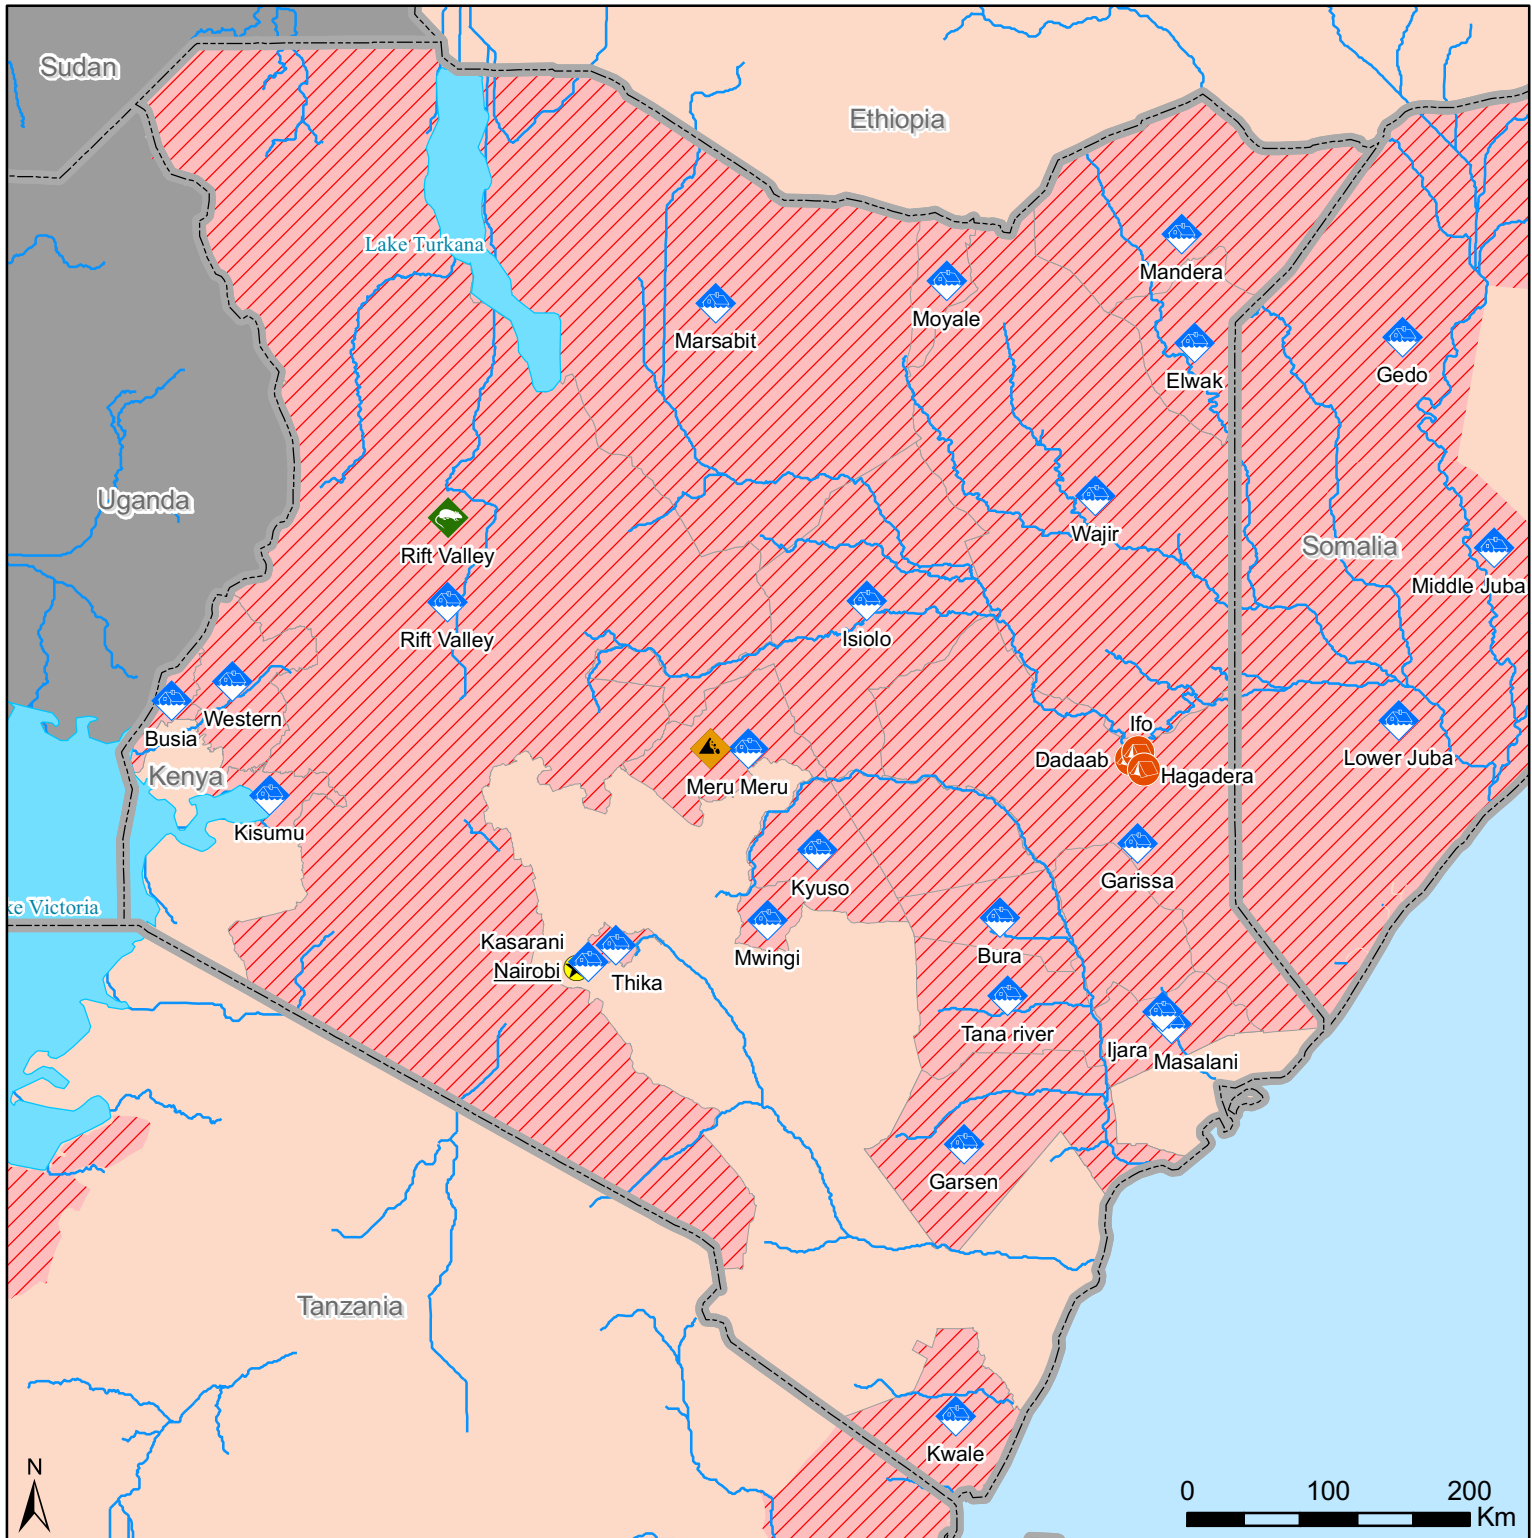 Sudan
Ethiopia
Lake Turkana
Mandera
Moyale
Marsabit
Elwak
Gedo
Uganda
Wajir
Rift Valley
Somalia
Middle Juba
Rift Valley
Isiolo
Western
Busia
Ifo
Lower Juba
Dadaab
Kenya
Hagadera
Meru Meru
Kisumu
Garissa
Kyuso
ke Victoria
Kasarani
Bura
Mwingi
Nairobi
Thika
Tana river
Ijara
Masalani
Garsen
Tanzania
Kwale
N
0 100 200
Km